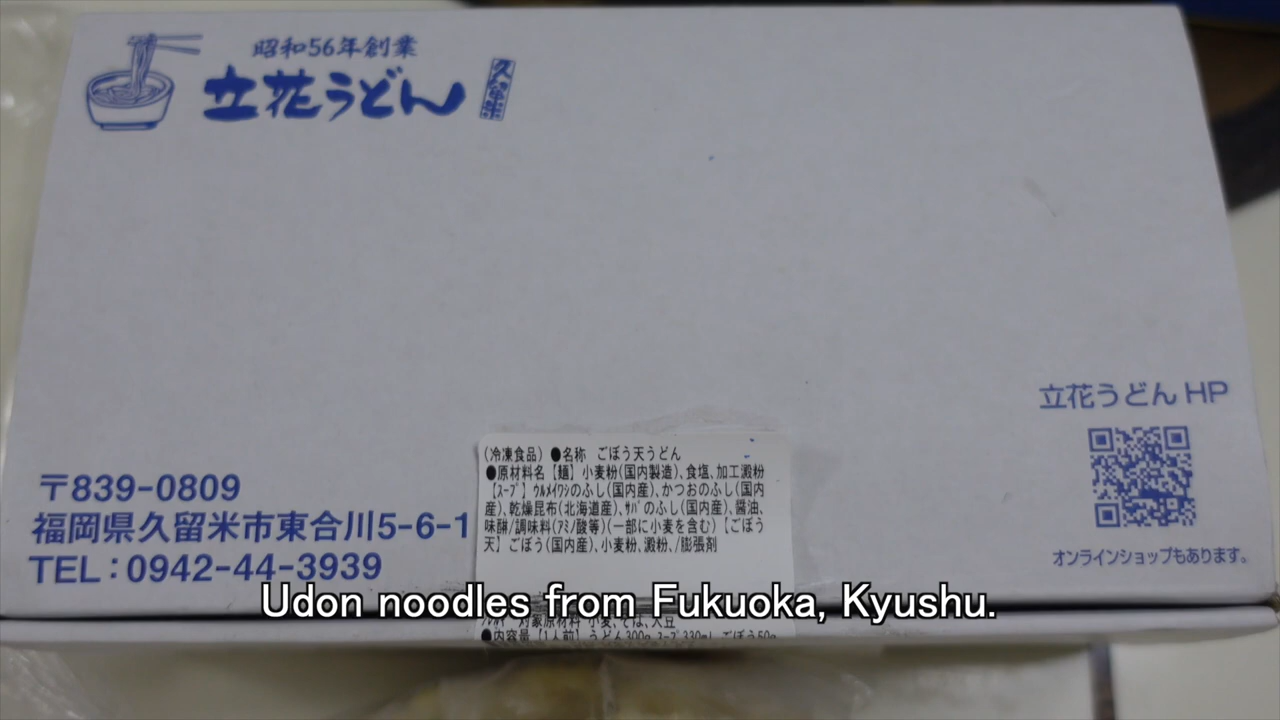 昭和56年創業
立花うどん
久留米
立花うどん HP
オンラインショップもあります。
〒839-0809
福岡県久留米市東合川5-6-1
TEL：0942-44-3939
(冷凍食品) ●名称 ごぼう天うどん
●原材料名【麺】小麦粉(国内製造)、食塩、加工澱粉
【ｽｰﾌﾟ】ｳﾙﾒｲﾜｼのふし(国内産)、かつおのふし(国内
産)、乾燥昆布(北海道産)、ｻﾊﾞのふし(国内産)、醤油、
味醂/調味料(ｱﾐﾉ酸等)(一部に小麦を含む)【ごぼう
天】ごぼう(国内産)、小麦粉、澱粉、/膨張剤
Udon noodles from Fukuoka, Kyushu.
対象原材料 小麦、そば、大豆
●内容量【1人前】うどん300g ｽｰﾌﾟ330ml ごぼう50g